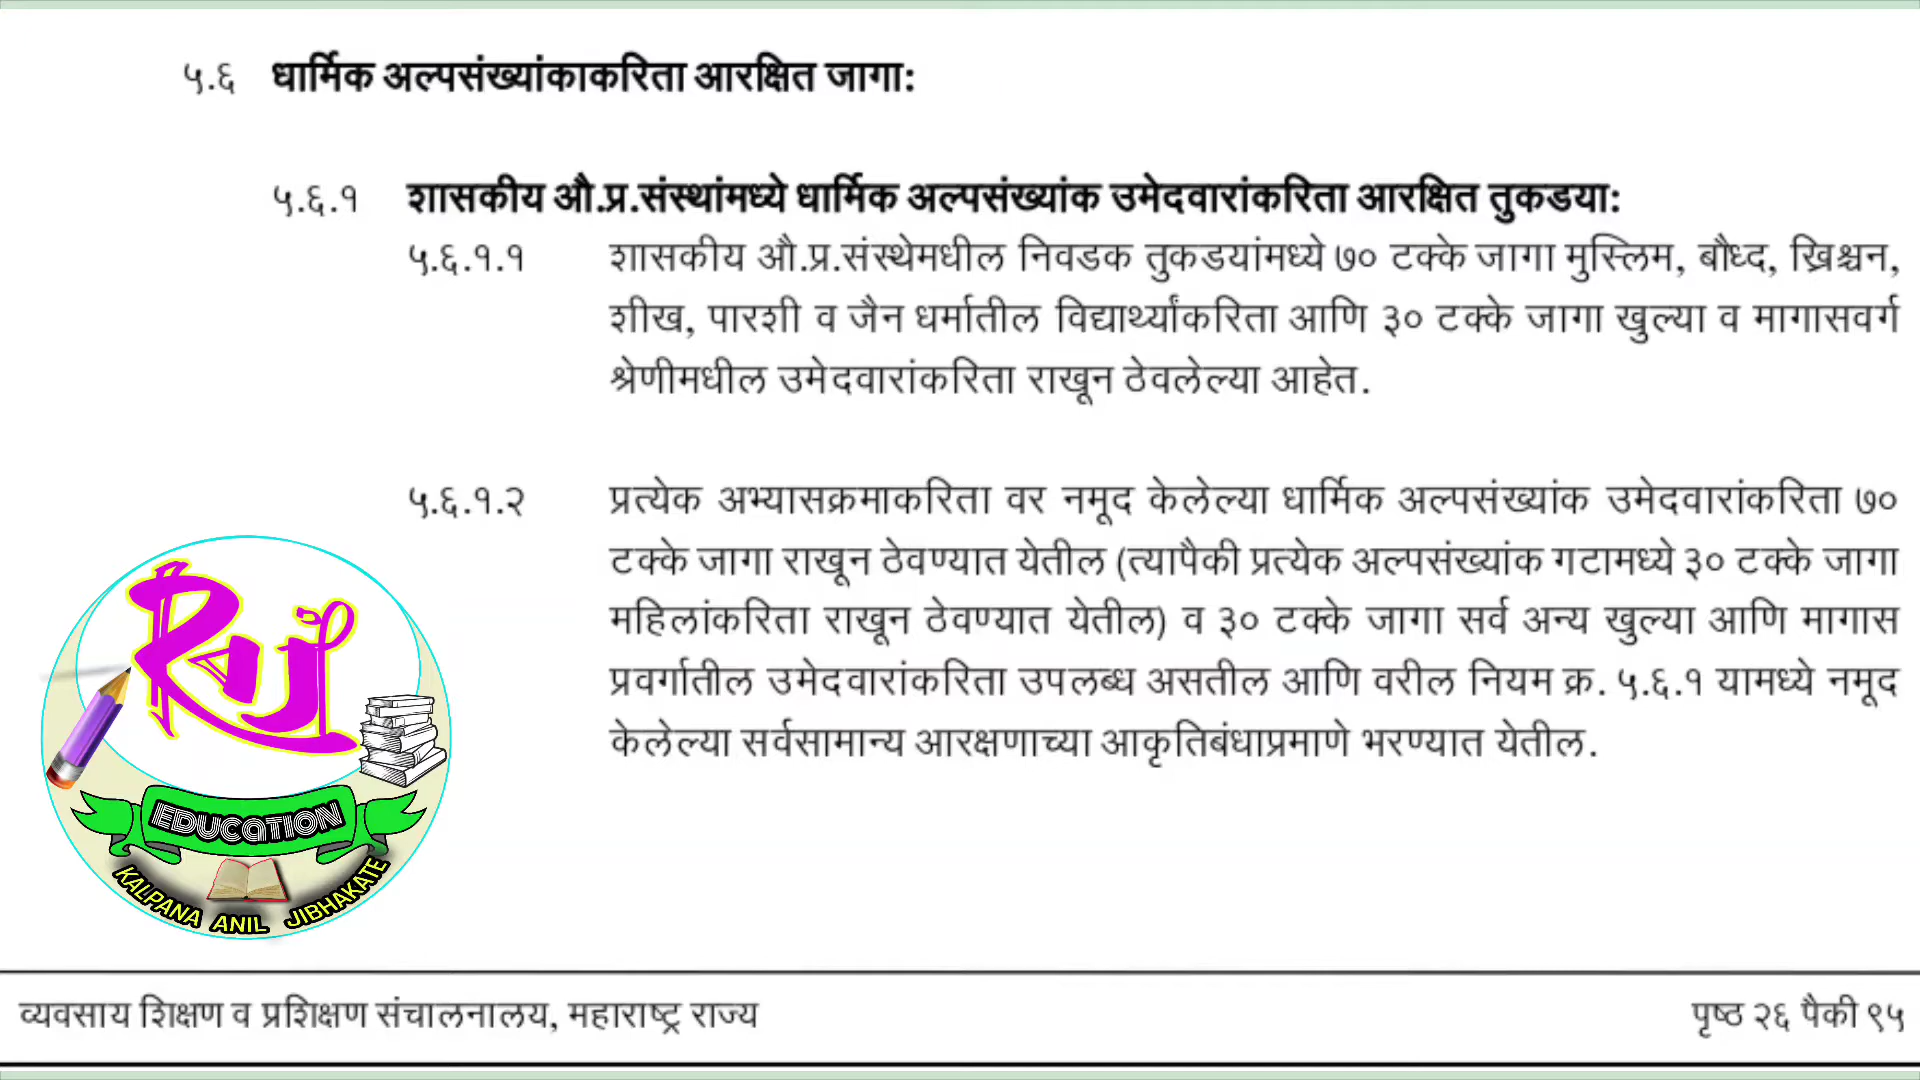 ५.६ धार्मिक अल्पसंख्यांकाकरिता आरक्षित जागा:
५.६.१ शासकीय औ.प्र.संस्थांमध्ये धार्मिक अल्पसंख्यांक उमेदवारांकरिता आरक्षित तुकडया:
५.६.१.१ शासकीय औ.प्र.संस्थेमधील निवडक तुकडयांमध्ये ७० टक्के जागा मुस्लिम, बौध्द, ख्रिश्चन,
शीख, पारशी व जैन धर्मातील विद्यार्थ्यांकरिता आणि ३० टक्के जागा खुल्या व मागासवर्ग
श्रेणीमधील उमेदवारांकरिता राखून ठेवलेल्या आहेत.
५.६.१.२ प्रत्येक अभ्यासक्रमाकरिता वर नमूद केलेल्या धार्मिक अल्पसंख्यांक उमेदवारांकरिता ७०
टक्के जागा राखून ठेवण्यात येतील (त्यापैकी प्रत्येक अल्पसंख्यांक गटामध्ये ३० टक्के जागा
महिलांकरिता राखून ठेवण्यात येतील) व ३० टक्के जागा सर्व अन्य खुल्या आणि मागास
प्रवर्गातील उमेदवारांकरिता उपलब्ध असतील आणि वरील नियम क्र. ५.६.१ यामध्ये नमूद
केलेल्या सर्वसामान्य आरक्षणाच्या आकृतिबंधाप्रमाणे भरण्यात येतील.
Raj
EDUCATION
KALPANA ANIL JIBHAKATE
व्यवसाय शिक्षण व प्रशिक्षण संचालनालय, महाराष्ट्र राज्य पृष्ठ २६ पैकी ९५